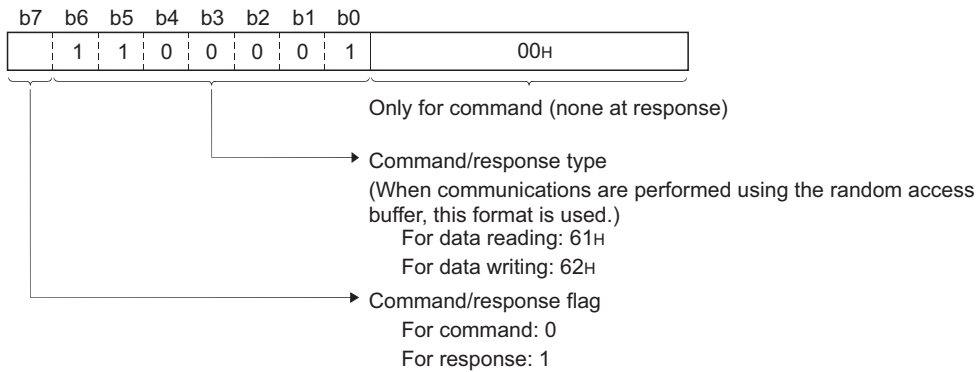 b7 b6 b5 b4 b3 b2 b1 b0
1 1 0 0 0 0 1 00H
Only for command (none at response)
Command/response type
(When communications are performed using the random access
buffer, this format is used.)
For data reading: 61H
For data writing: 62H
Command/response flag
For command: 0
For response: 1